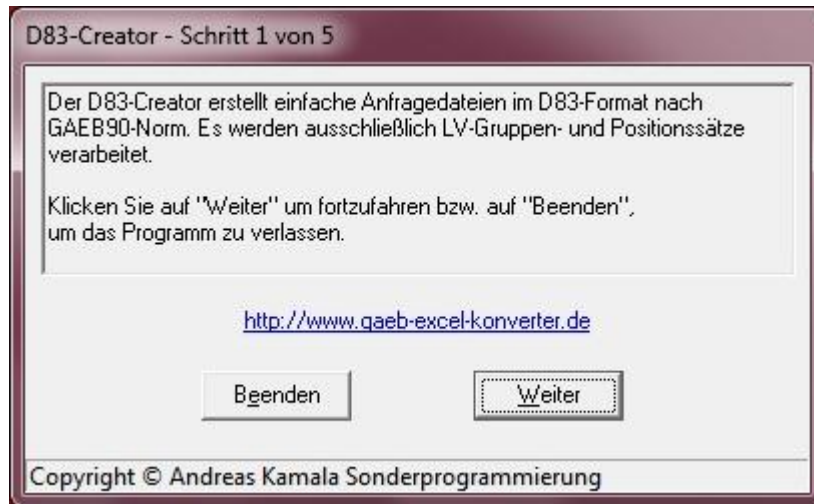 D83-Creator - Schritt 1 von 5
Der D83-Creator erstellt einfache Anfragedateien im D83-Format nach
GAEB90-Norm. Es werden ausschließlich LV-Gruppen- und Positionssätze
verarbeitet.
Klicken Sie auf "Weiter" um fortzufahren bzw. auf "Beenden",
um das Programm zu verlassen.
http://www.gaeb-excel-konverter.de
Beenden
Weiter
Copyright © Andreas Kamala Sonderprogrammierung